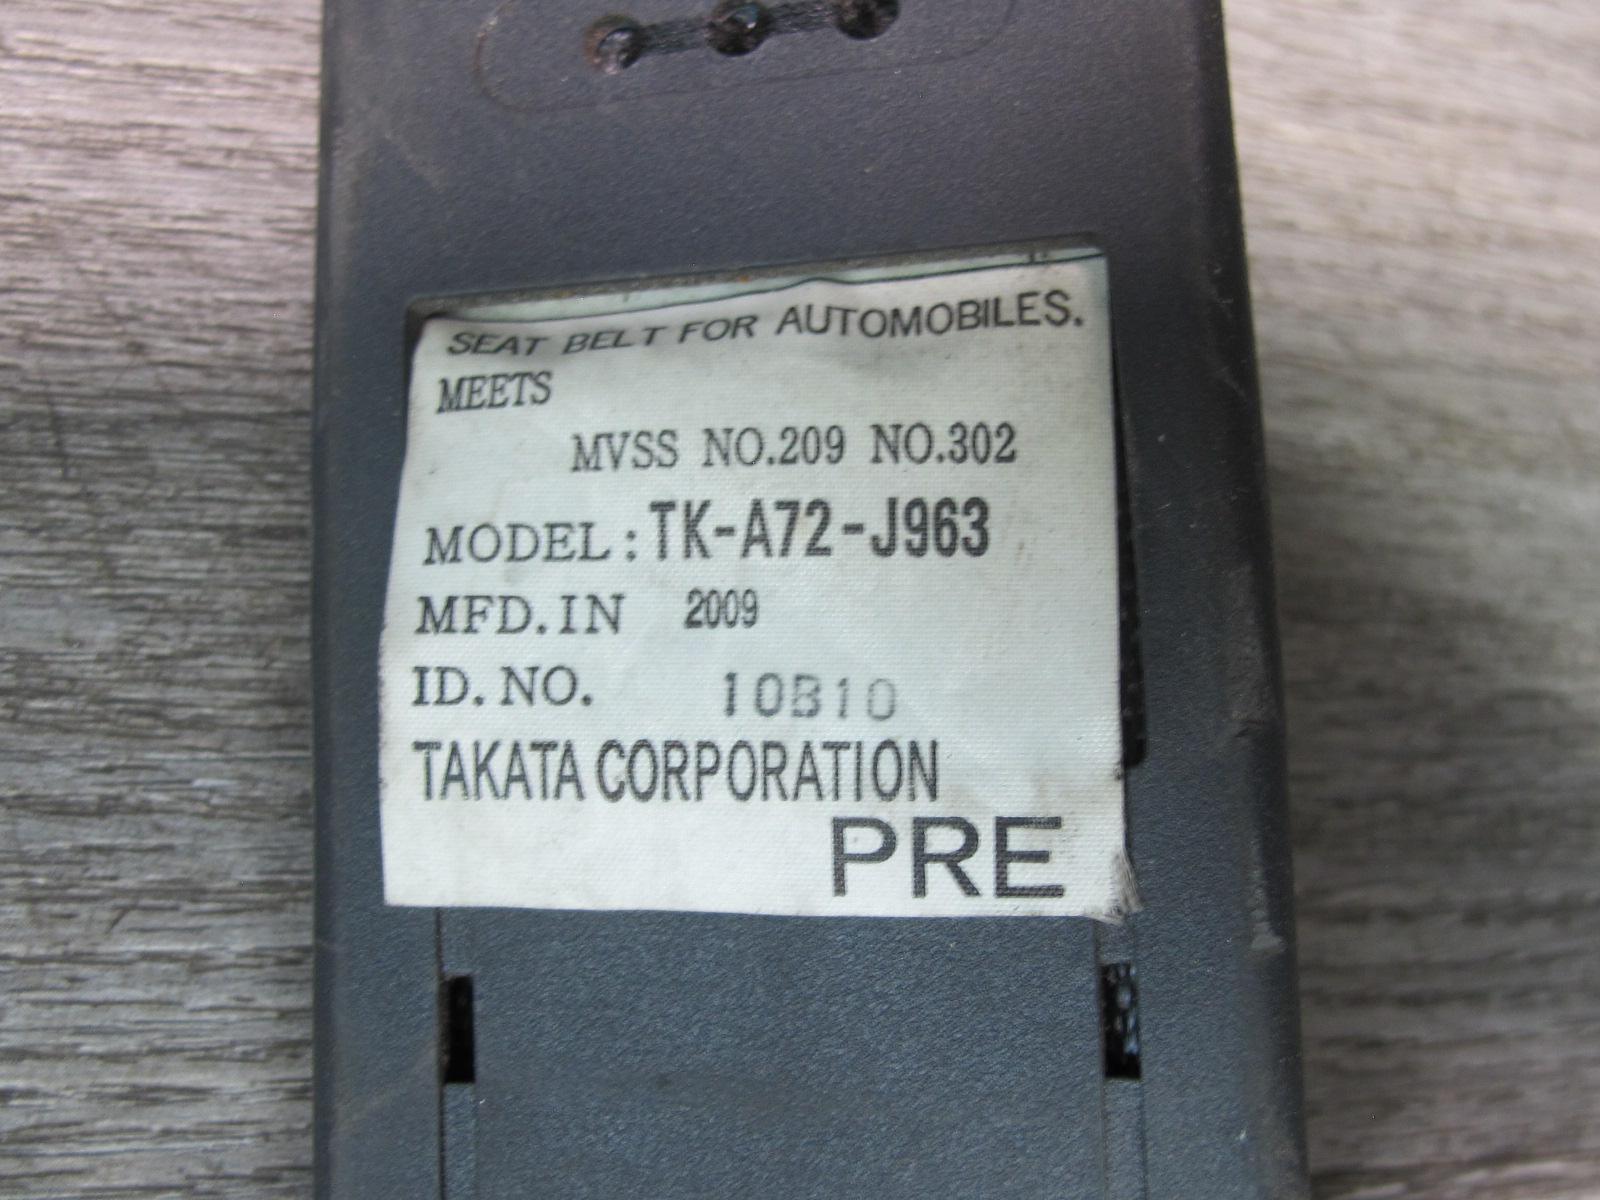 SEAT BELT FOR AUTOMOBILES.
MEETS
MVSS NO.209 NO.302
MODEL : TK-A72-J963
MFD. IN 2009
ID. NO. 10B10
TAKATA CORPORATION
PRE